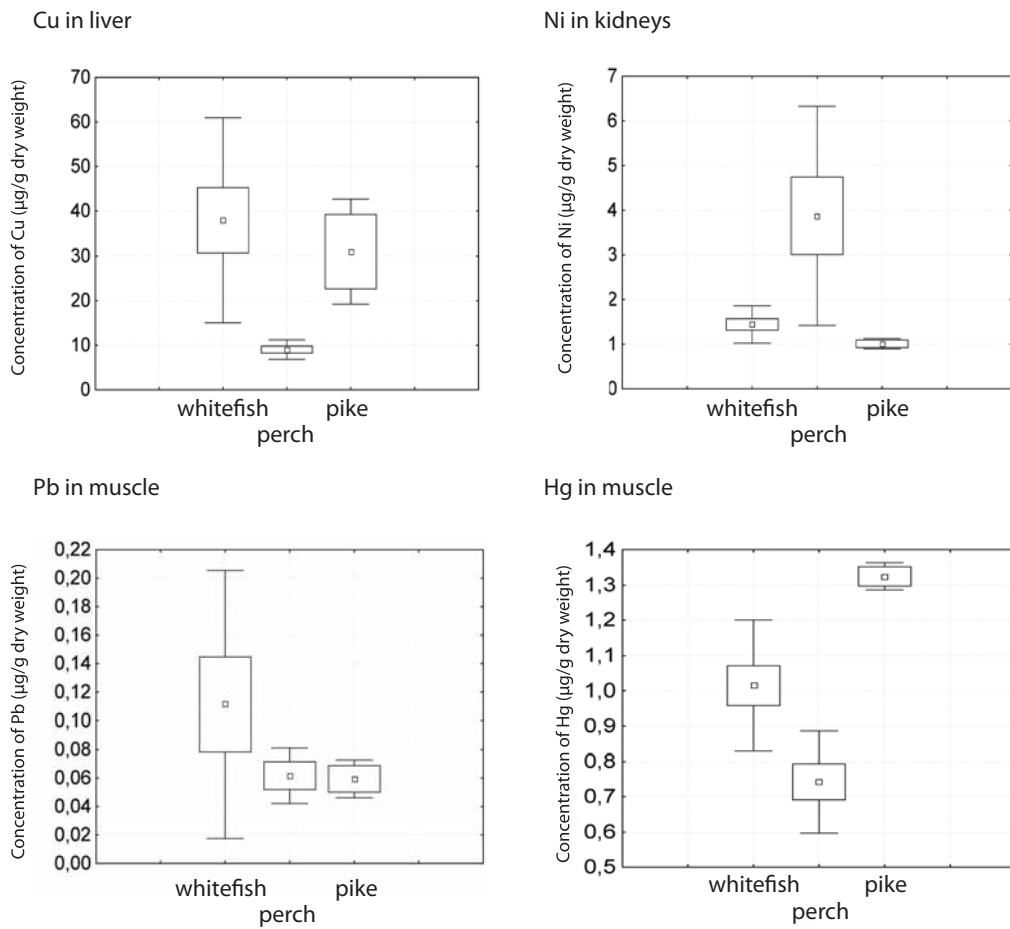 Cu in liver
Concentration of Cu (µg/g dry weight)
70
60
50
40
30
20
10
0
whitefish pike
perch
Ni in kidneys
Concentration of Ni (µg/g dry weight)
7
6
5
4
3
2
1
0
whitefish pike
perch
Pb in muscle
Concentration of Pb (µg/g dry weight)
0,22
0,20
0,18
0,16
0,14
0,12
0,10
0,08
0,06
0,04
0,02
0,00
whitefish pike
perch
Hg in muscle
Concentration of Hg (µg/g dry weight)
1,4
1,3
1,2
1,1
1,0
0,9
0,8
0,7
0,6
0,5
whitefish pike
perch